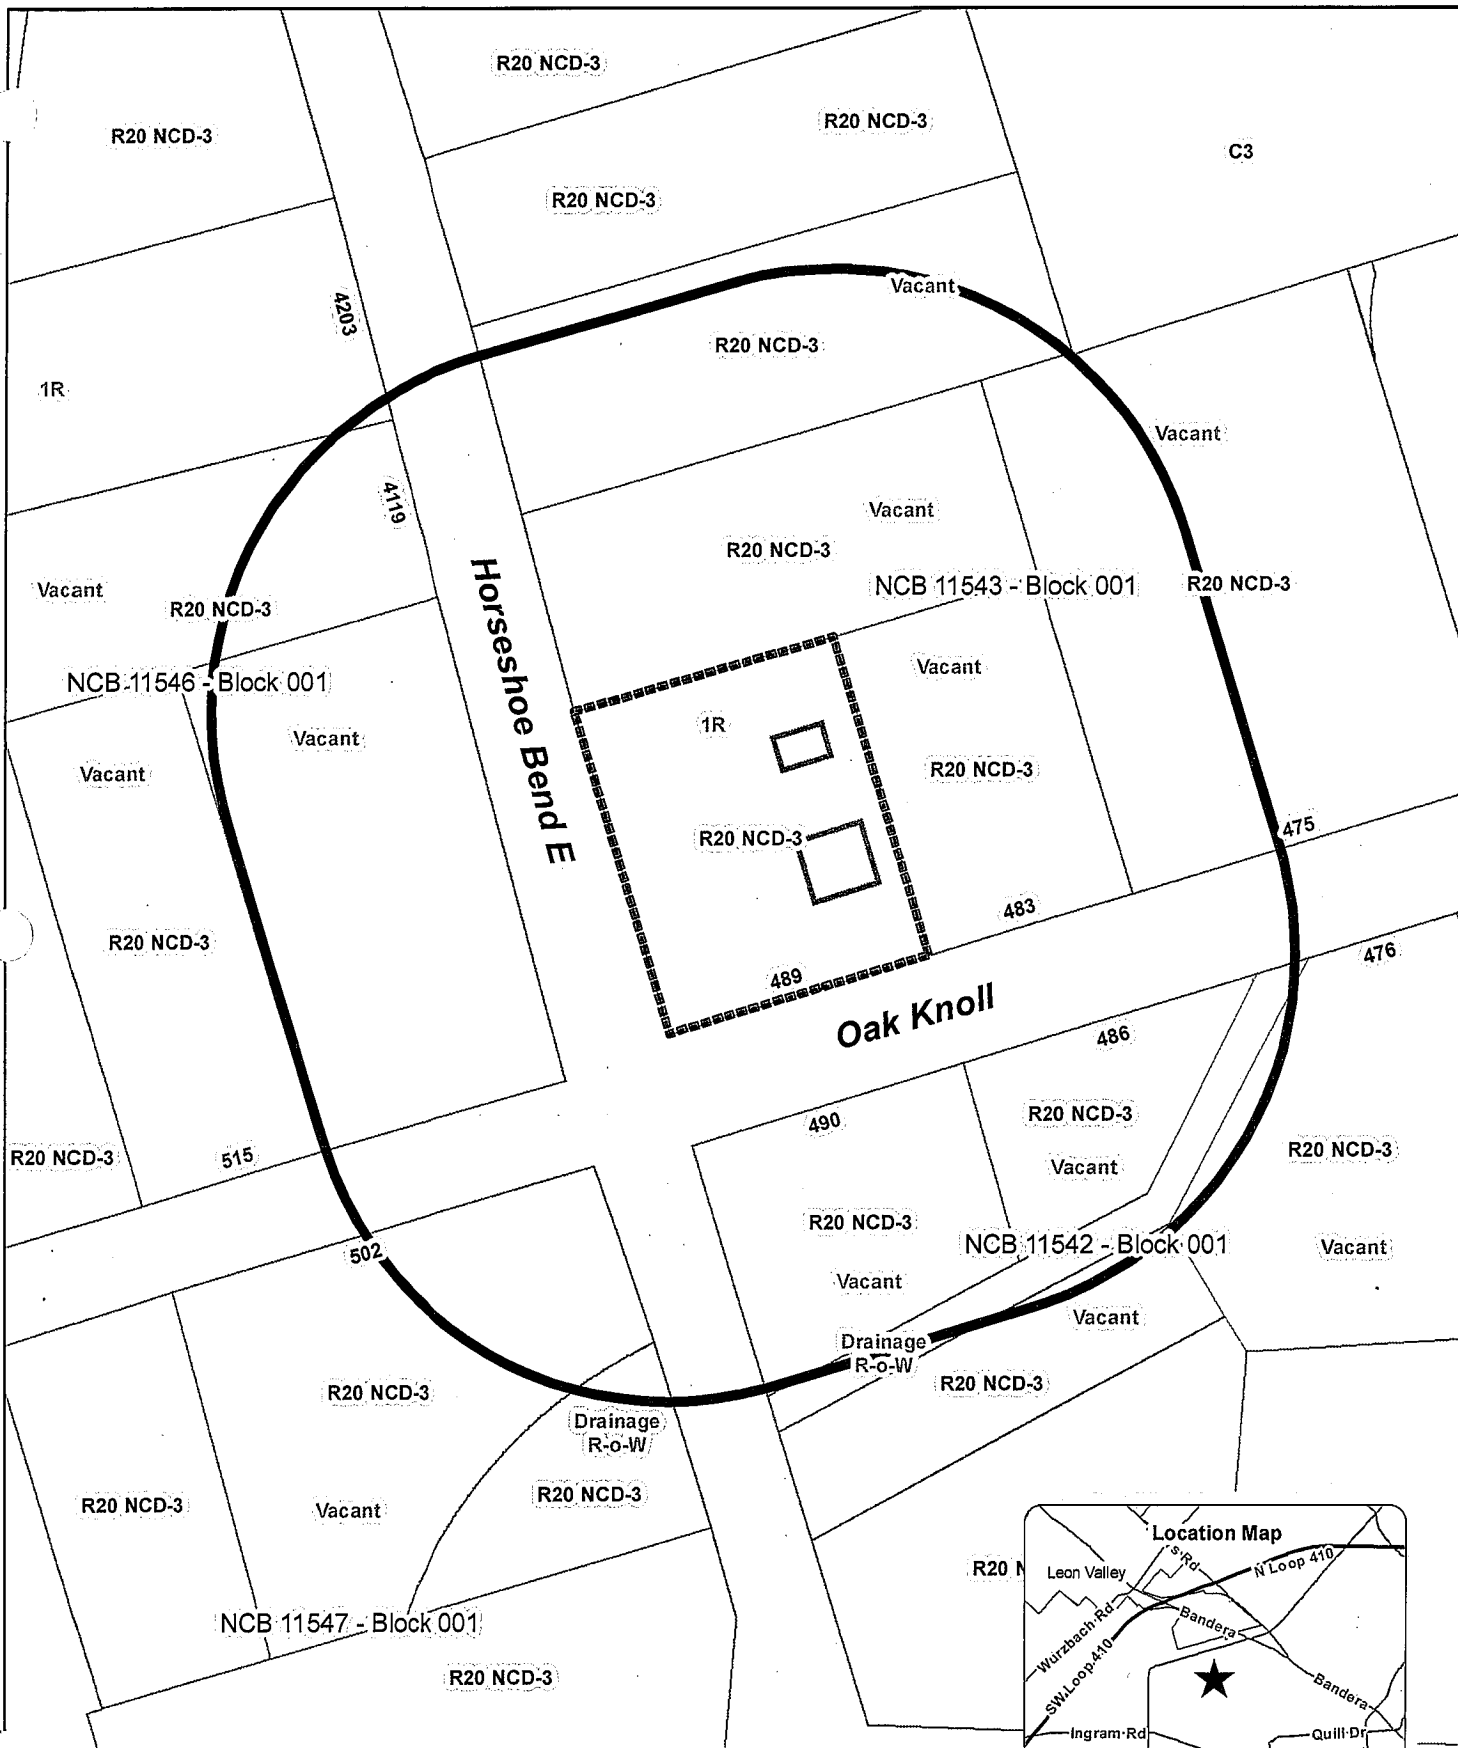 R20 NCD-3
R20 NCD-3
R20 NCD-3
C3
R20 NCD-3
Vacant
4203
R20 NCD-3
1R
Vacant
4119
Vacant
R20 NCD-3
Horseshoe Bend E
NCB 11543 - Block 001
R20 NCD-3
Vacant
R20 NCD-3
NCB 11546 - Block 001
Vacant
1R
Vacant
Vacant
R20 NCD-3
R20 NCD-3
475
483
R20 NCD-3
489
476
Oak Knoll
486
490
R20 NCD-3
R20 NCD-3
515
R20 NCD-3
Vacant
R20 NCD-3
502
NCB 11542 - Block 001
Vacant
Vacant
Vacant
Drainage
R-o-W
R20 NCD-3
R20 NCD-3
Drainage
R-o-W
R20 NCD-3
R20 NCD-3
Vacant
R20 N
NCB 11547 - Block 001
R20 NCD-3
Location Map
s Rd
N Loop 410
Leon Valley
Wurzbach Rd
Bandera
SW Loop 410
Bandera
Ingram Rd
Quill Dr